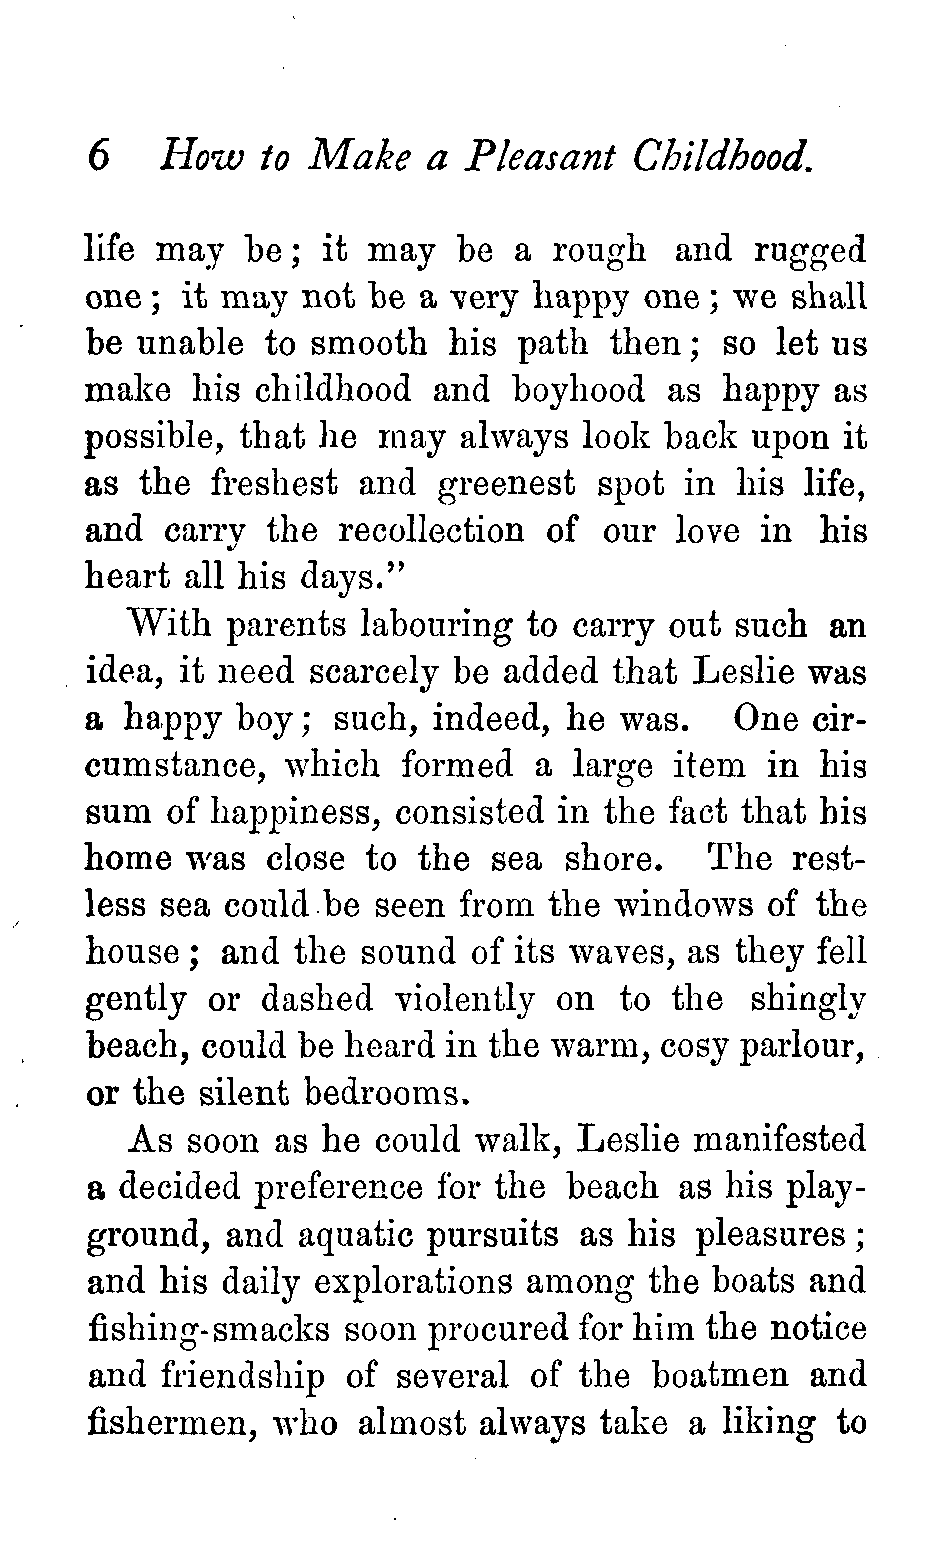 6 How to Make a Pleasant Childhood.
life may be; it may be a rough and rugged
one; it may not be a very happy one; we shall
be unable to smooth his path then; so let us
make his childhood and boyhood as happy as
possible, that he may always look back upon it
as the freshest and greenest spot in his life,
and carry the recollection of our love in his
heart all his days."
With parents labouring to carry out such an
idea, it need scarcely be added that Leslie was
a happy boy; such, indeed, he was. One cir-
cumstance, which formed a large item in his
sum of happiness, consisted in the fact that his
home was close to the sea shore. The rest-
less sea could be seen from the windows of the
house; and the sound of its waves, as they fell
gently or dashed violently on to the shingly
beach, could be heard in the warm, cosy parlour,
or the silent bedrooms.
As soon as he could walk, Leslie manifested
a decided preference for the beach as his play-
ground, and aquatic pursuits as his pleasures;
and his daily explorations among the boats and
fishing-smacks soon procured for him the notice
and friendship of several of the boatmen and
fishermen, who almost always take a liking to